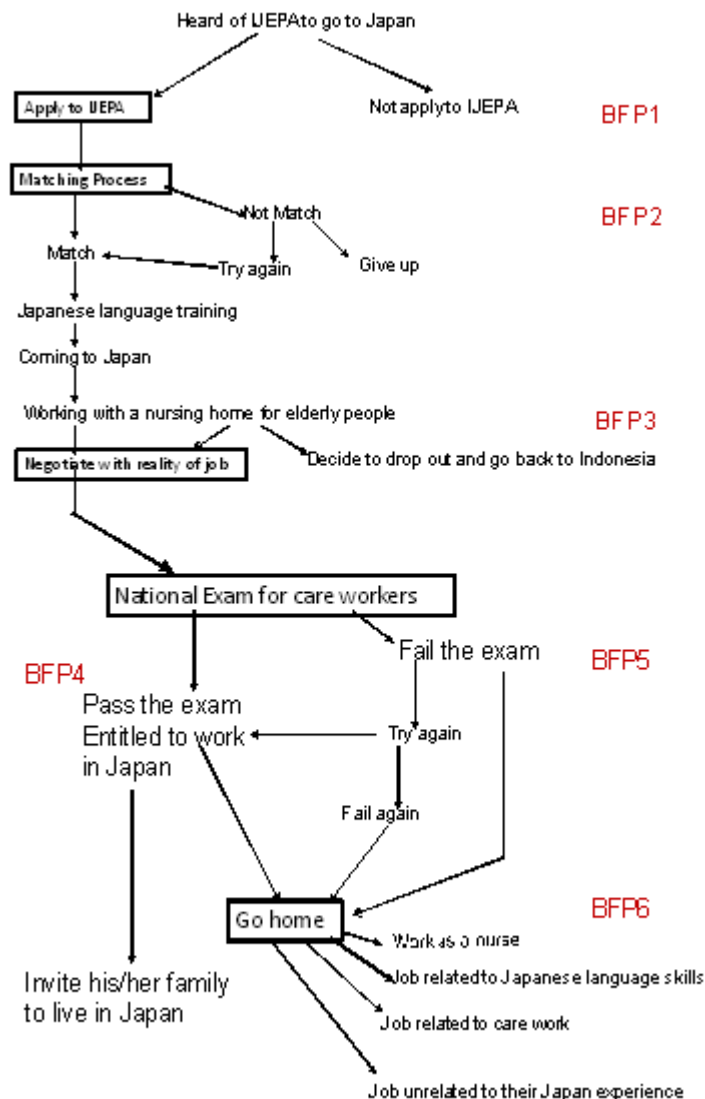 Heard of IJEPA to go to Japan
Apply to IJEPA
Not apply to IJEPA
BFP1
Matching Process
Not Match
BFP2
Match
Try again
Give up
Japanese language training
Coming to Japan
Working with a nursing home for elderly people
BFP3
Negotiate with reality of job
Decide to drop out and go back to Indonesia
National Exam for care workers
Fail the exam
BFP5
BFP4
Pass the exam
Entitled to work
in Japan
Try again
Fail again
BFP6
Go home
Work as a nurse
Job related to Japanese language skills
Invite his/her family
to live in Japan
Job related to care work
Job unrelated to their Japan experience